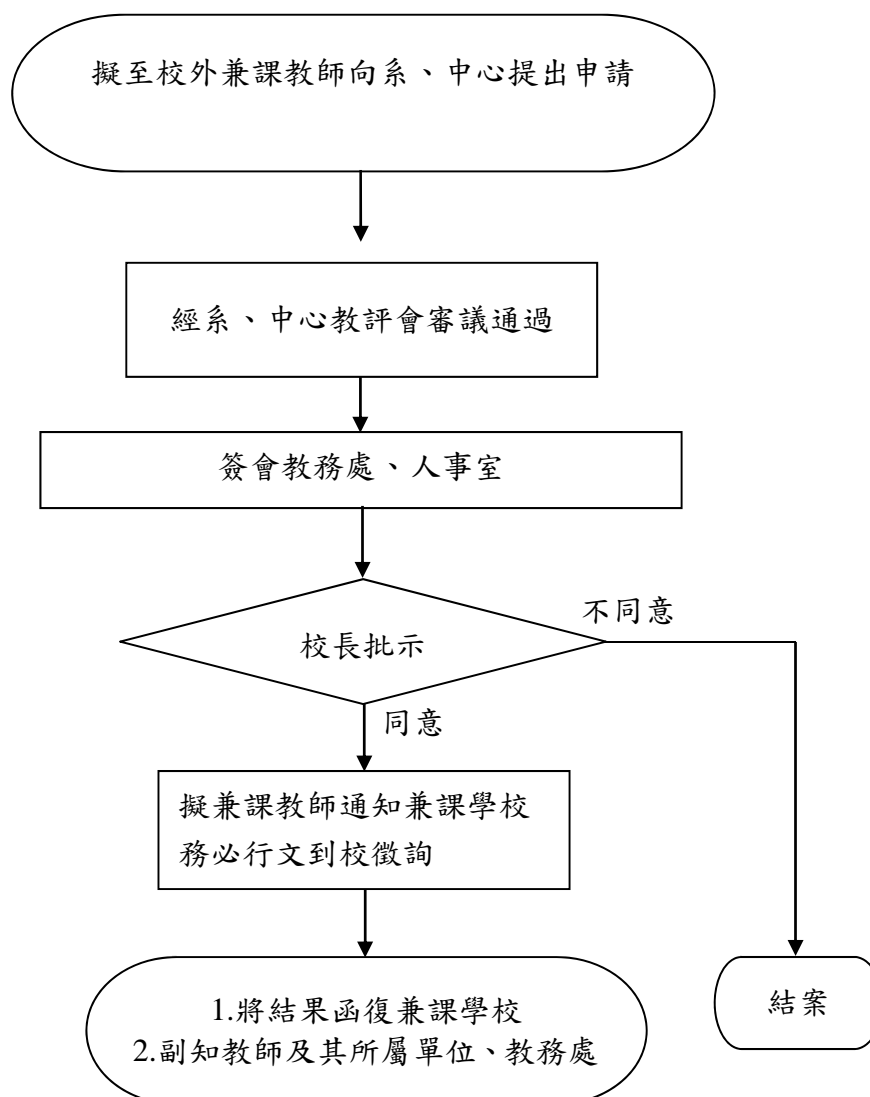 擬至校外兼課教師向系、中心提出申請
經系、中心教評會審議通過
簽會教務處、人事室
不同意
校長批示
同意
擬兼課教師通知兼課學校
務必行文到校徵詢
1.將結果函復兼課學校
2.副知教師及其所屬單位、教務處
結案